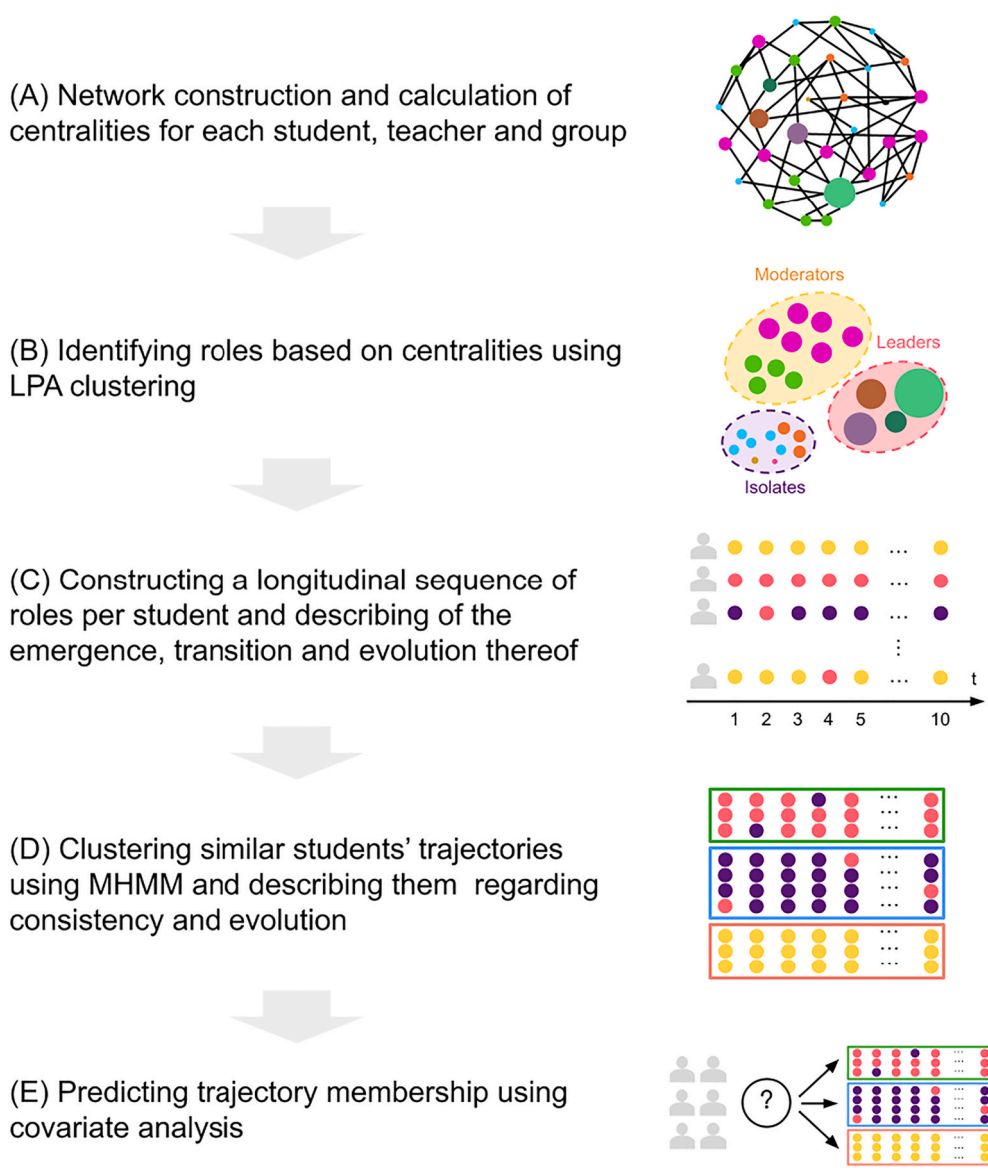 (A) Network construction and calculation of
centralities for each student, teacher and group
Moderators
(B) Identifying roles based on centralities using
LPA clustering
Leaders
Isolates
(C) Constructing a longitudinal sequence of
roles per student and describing of the
emergence, transition and evolution thereof
...
...
...
⋮
...
t
1 2 3 4 5 10
(D) Clustering similar students’ trajectories
using MHMM and describing them regarding
consistency and evolution
...
...
...
...
...
...
...
...
...
...
(E) Predicting trajectory membership using
covariate analysis
?
...
...
...
...
...
...
...
...
...
...